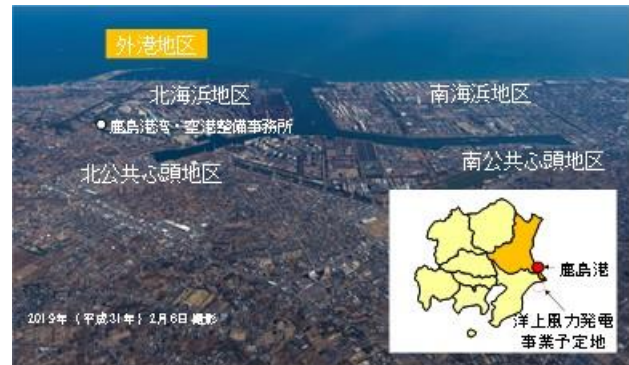 外港地区
北海浜地区
南海浜地区
鹿島港湾・空港整備事務所
北公共ふ頭地区
南公共ふ頭地区
鹿島港
洋上風力発電
事業予定地
2019年（平成31年）2月6日撮影